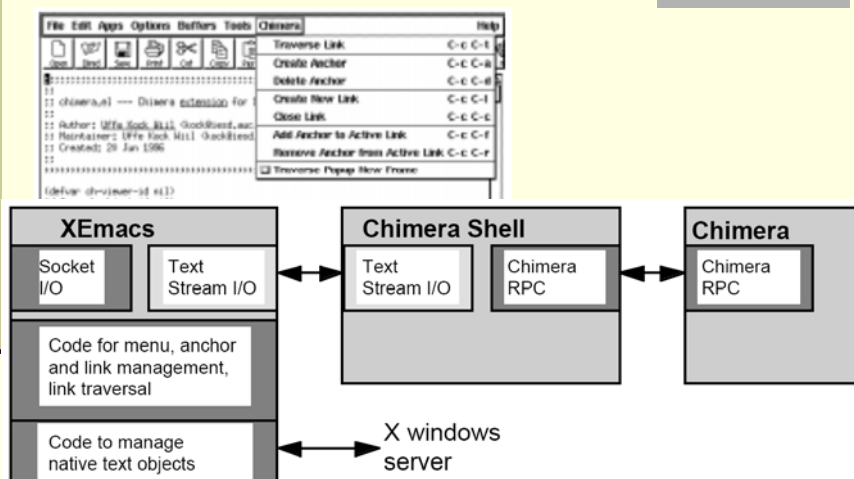 File Edit Apps Options Buffers Tools Chimera Help
Open Dired Save Print Cut Copy
Traverse Link C-c C-t
Create Anchor C-c C-a
Delete Anchor C-c C-d
Create New Link C-c C-l
Close Link C-c C-c
Add Anchor to Active Link C-c C-f
Remove Anchor from Active Link C-c C-r
Traverse Popup New Frame
;; chimera.el --- Chimera extension for
;;
;; Author: Uffe Kock Wiil
;; Maintainer: Uffe Kock Wiil
;; Created: 20 Jun 1996
;;
(defvar ch-viewer-id nil)
XEmacs
Socket
I/O
Text
Stream I/O
Code for menu, anchor
and link management,
link traversal
Code to manage
native text objects
Chimera Shell
Text
Stream I/O
Chimera
RPC
Chimera
Chimera
RPC
X windows
server